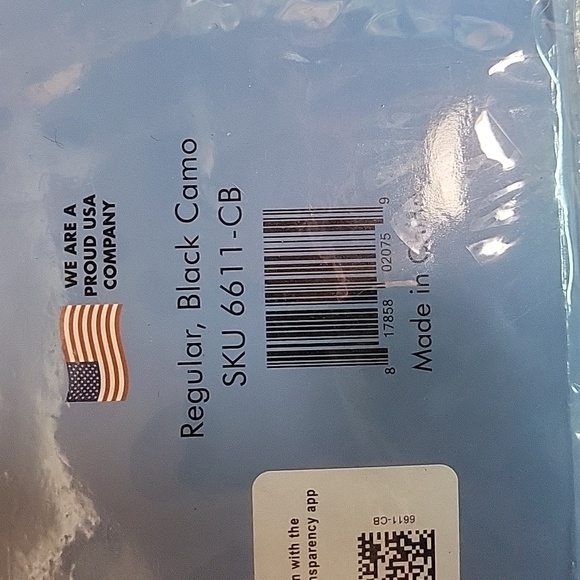 WE ARE A
PROUD USA
COMPANY
Regular, Black Camo
SKU 6611-CB
8 17858 02075 9
Made in
with the
app
6611-CB